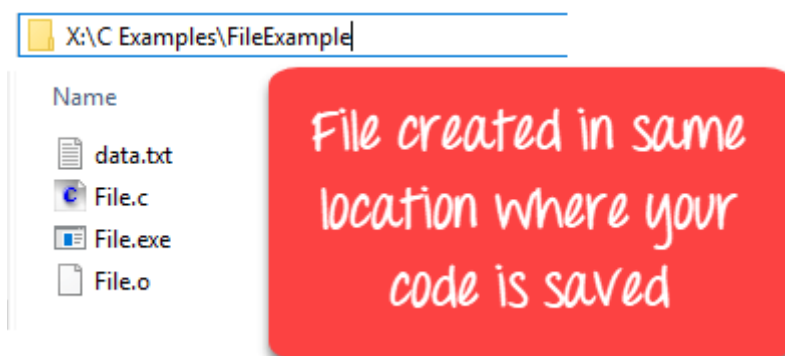 X:\C Examples\FileExample
Name
data.txt
File.c
File.exe
File.o
File created in same
location where your
code is saved